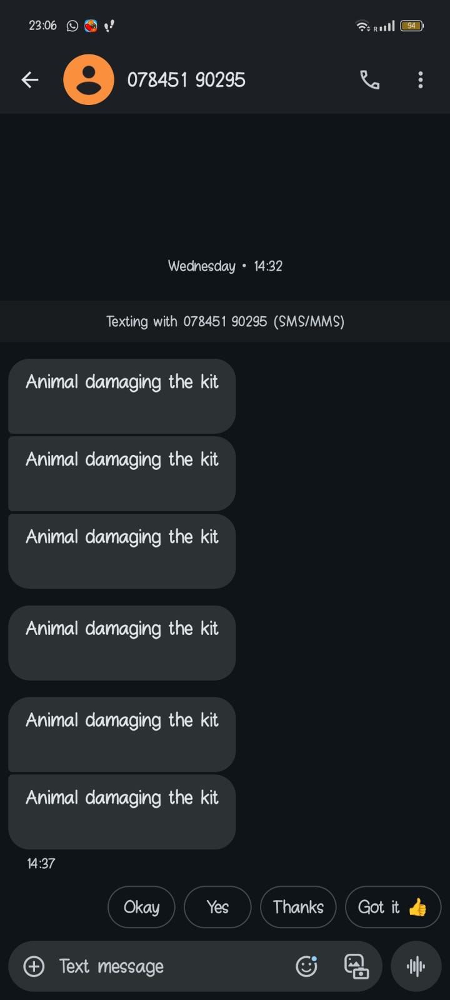 23:06
R
94
078451 90295
Wednesday • 14:32
Texting with 078451 90295 (SMS/MMS)
Animal damaging the kit
Animal damaging the kit
Animal damaging the kit
Animal damaging the kit
Animal damaging the kit
Animal damaging the kit
14:37
Okay Yes Thanks Got it 👍
Text message